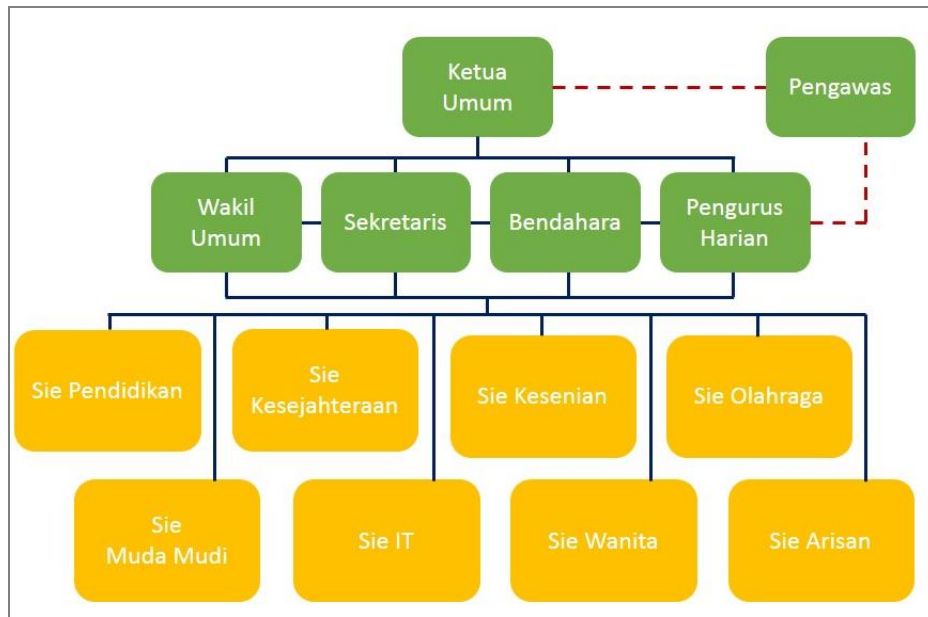 Ketua
Umum
Pengawas
Wakil
Umum
Sekretaris
Bendahara
Pengurus
Harian
Sie Pendidikan
Sie
Kesejahteraan
Sie Kesenian
Sie Olahraga
Sie
Muda Mudi
Sie IT
Sie Wanita
Sie Arisan